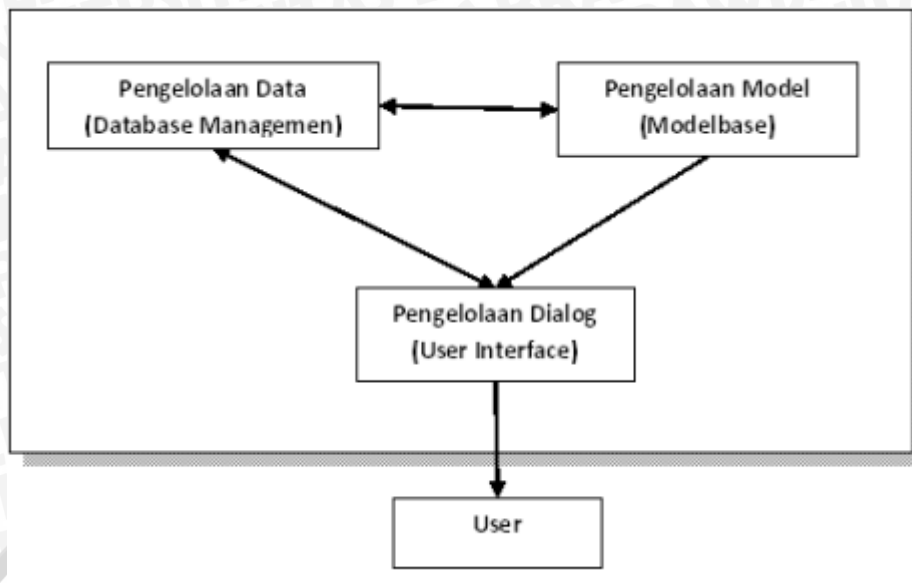 Pengelolaan Data
(Database Managemen)
Pengelolaan Model
(Modelbase)
Pengelolaan Dialog
(User Interface)
User